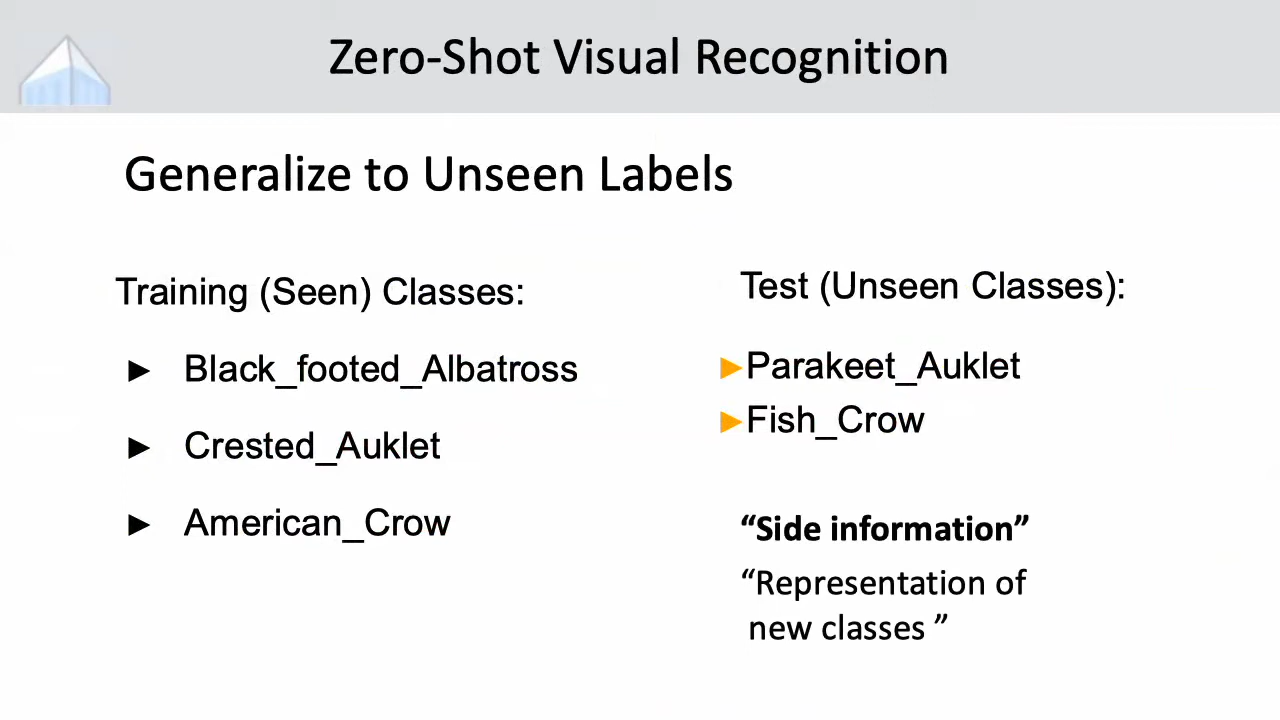 Zero-Shot Visual Recognition
Generalize to Unseen Labels
Training (Seen) Classes:
► Black_footed_Albatross
► Crested_Auklet
► American_Crow
Test (Unseen Classes):
►Parakeet_Auklet
►Fish_Crow
“Side information”
“Representation of
new classes ”